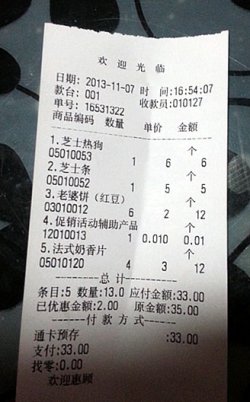 欢迎光临
日期: 2013-11-07 时 间:16:54:07
款台: 001 收款员:010127
单号: 16531322
商品编码 数量 单价 金额
1.芝士热狗 个
05010053 1 6 6
2.芝士条 个
05010052 1 5 5
3.老婆饼（红豆） 个
03010012 6 2 12
4.促销活动辅助产品 个
12010013 1 0.010 0.01
5.法式奶香片 个
05010120 4 3 12
-------总 计-------
条目:5 数量:13.0 应付金额:33.00
已优惠金额:2.00 原金额:35.00
-------付 款 方式------
通卡预存 :33.00
支付:33.00
找零:0.00
欢迎惠顾